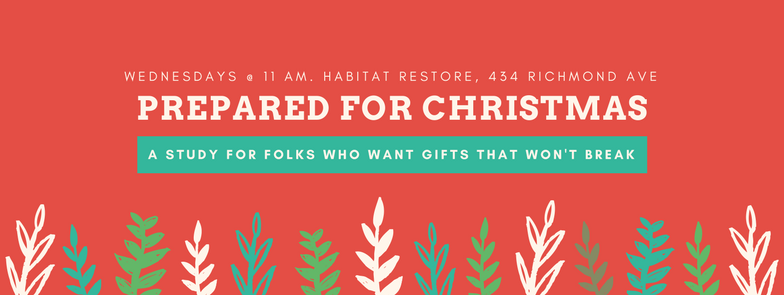 WEDNESDAYS @ 11 AM. HABITAT RESTORE, 434 RICHMOND AVE
PREPARED FOR CHRISTMAS
A STUDY FOR FOLKS WHO WANT GIFTS THAT WON'T BREAK